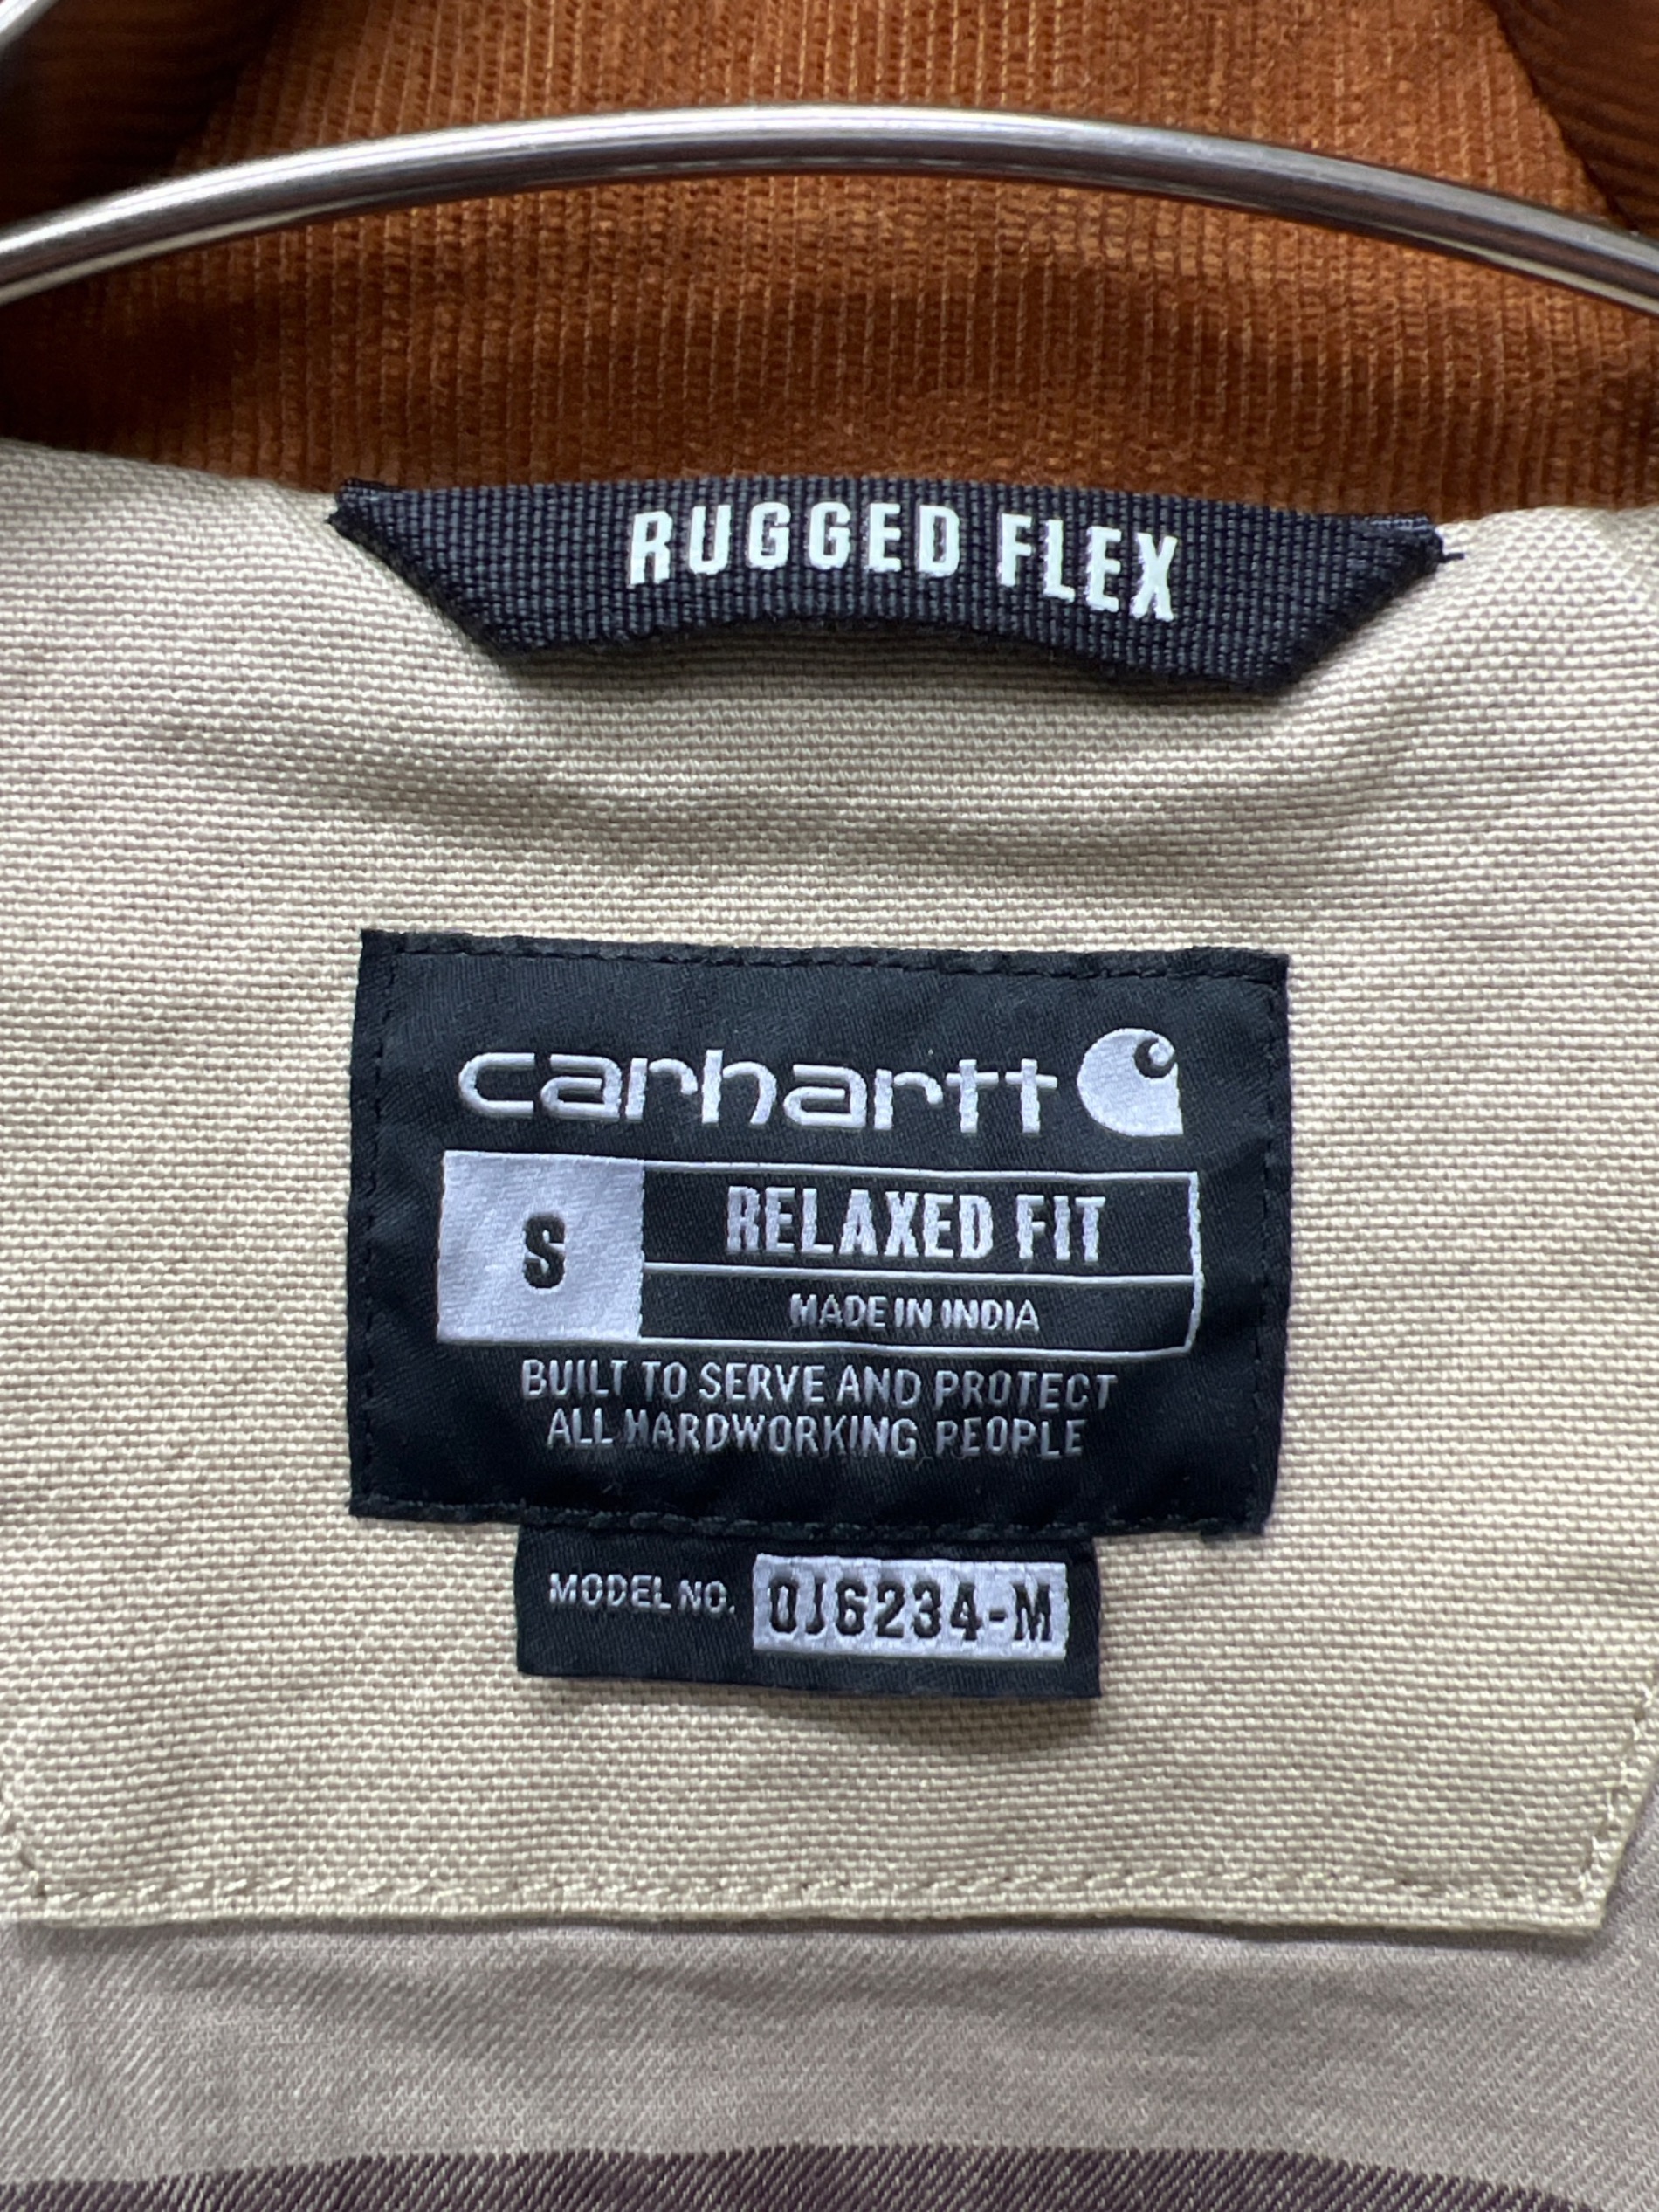 RUGGED FLEX
carhartt
S
RELAXED FIT
MADE IN INDIA
BUILT TO SERVE AND PROTECT
ALL HARDWORKING PEOPLE
MODEL NO. OJ6234-M